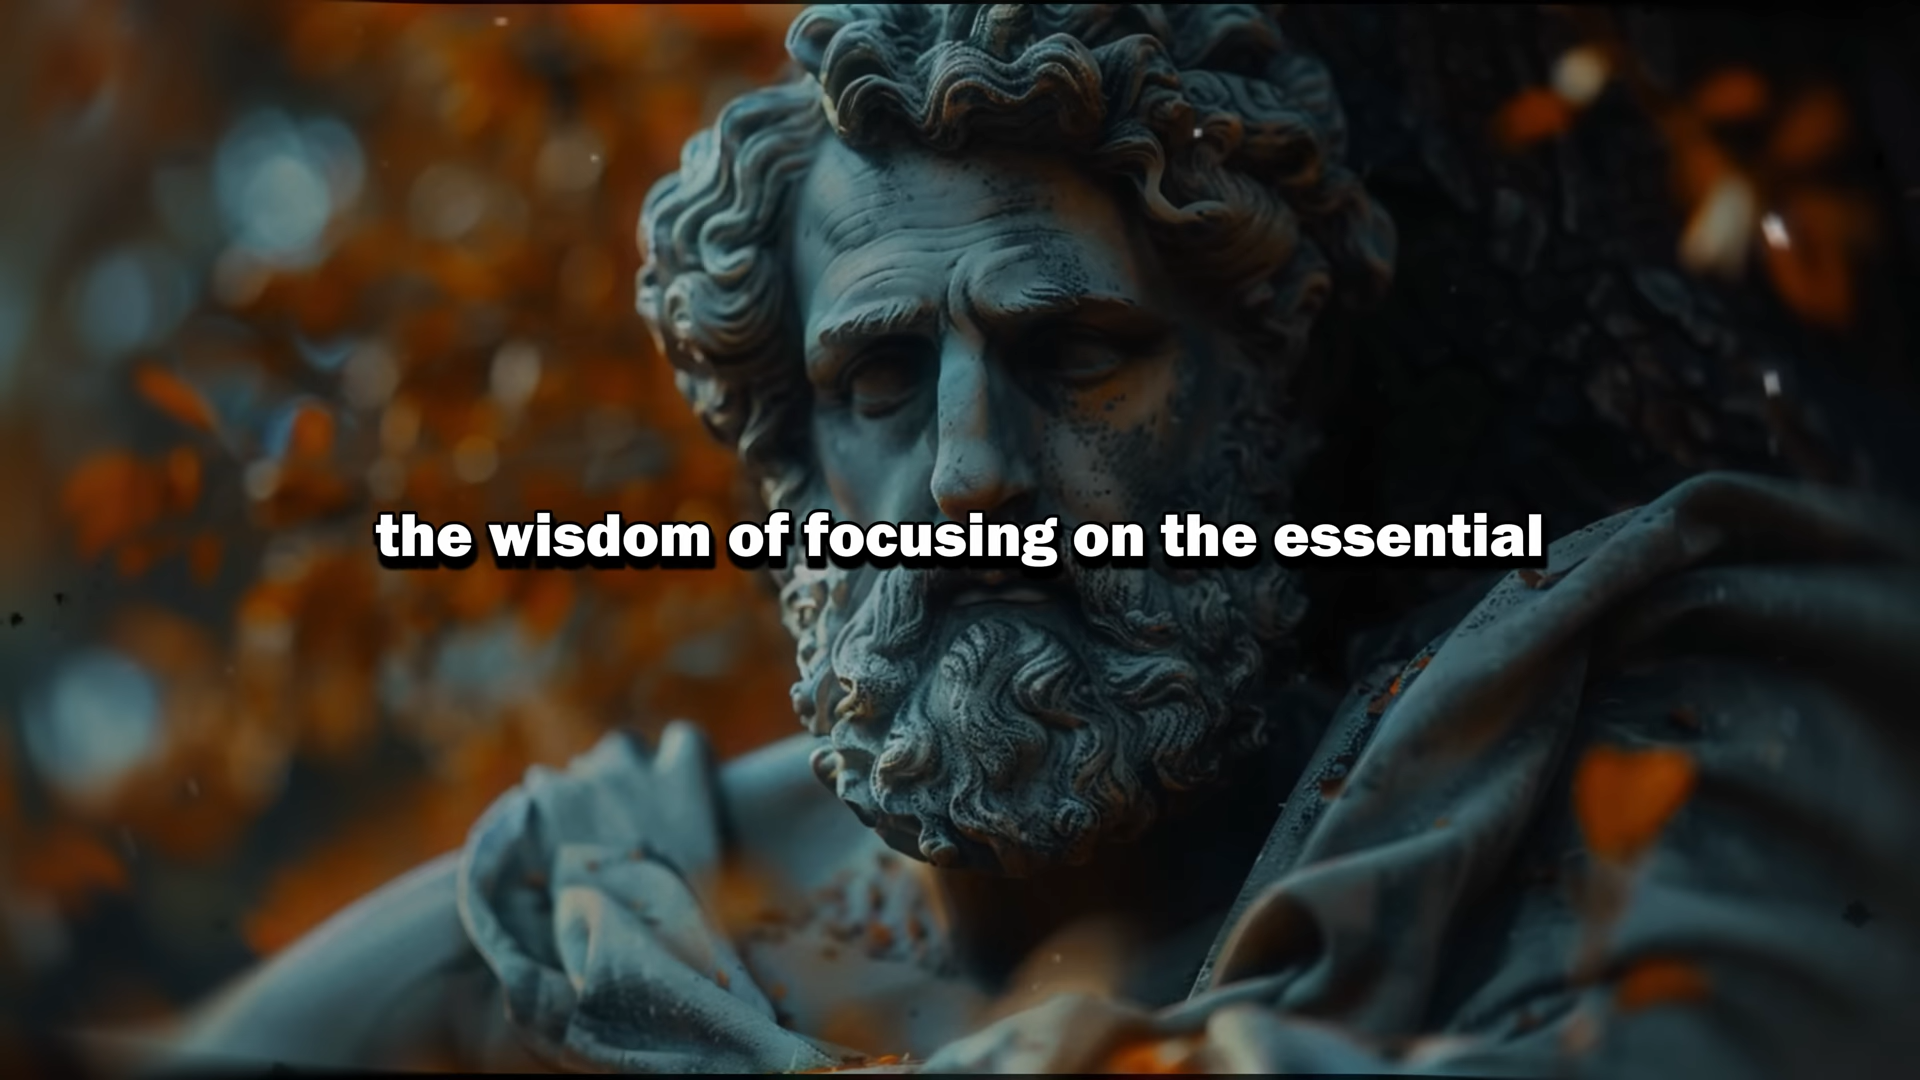 the wisdom of focusing on the essential